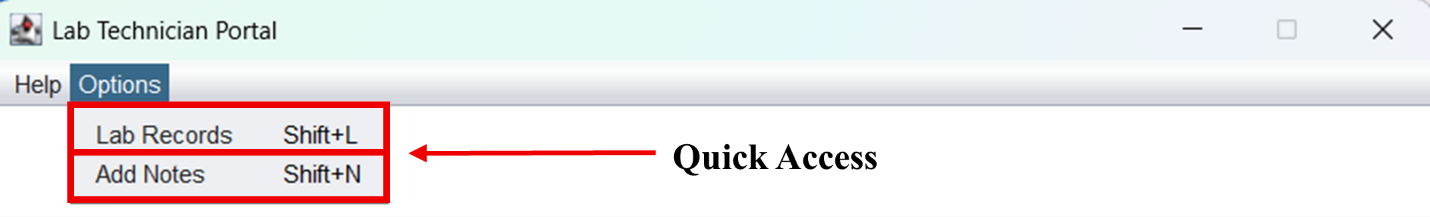 Lab Technician Portal
Help Options
Lab Records Shift+L
Add Notes Shift+N
Quick Access